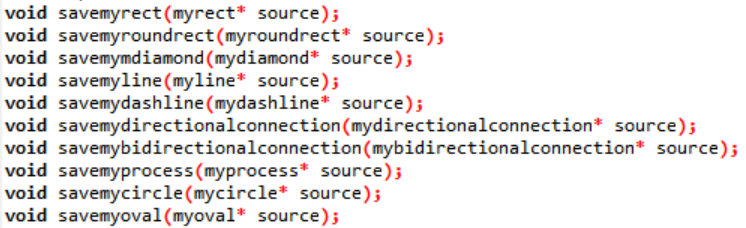 void savemyrect(myrect* source);
void savemyroundrect(myroundrect* source);
void savemymdiamond(mydiamond* source);
void savemyline(myline* source);
void savemydashline(mydashline* source);
void savemydirectionalconnection(mydirectionalconnection* source);
void savemybidirectionalconnection(mybidirectionalconnection* source);
void savemyprocess(myprocess* source);
void savemycircle(mycircle* source);
void savemyoval(myoval* source);